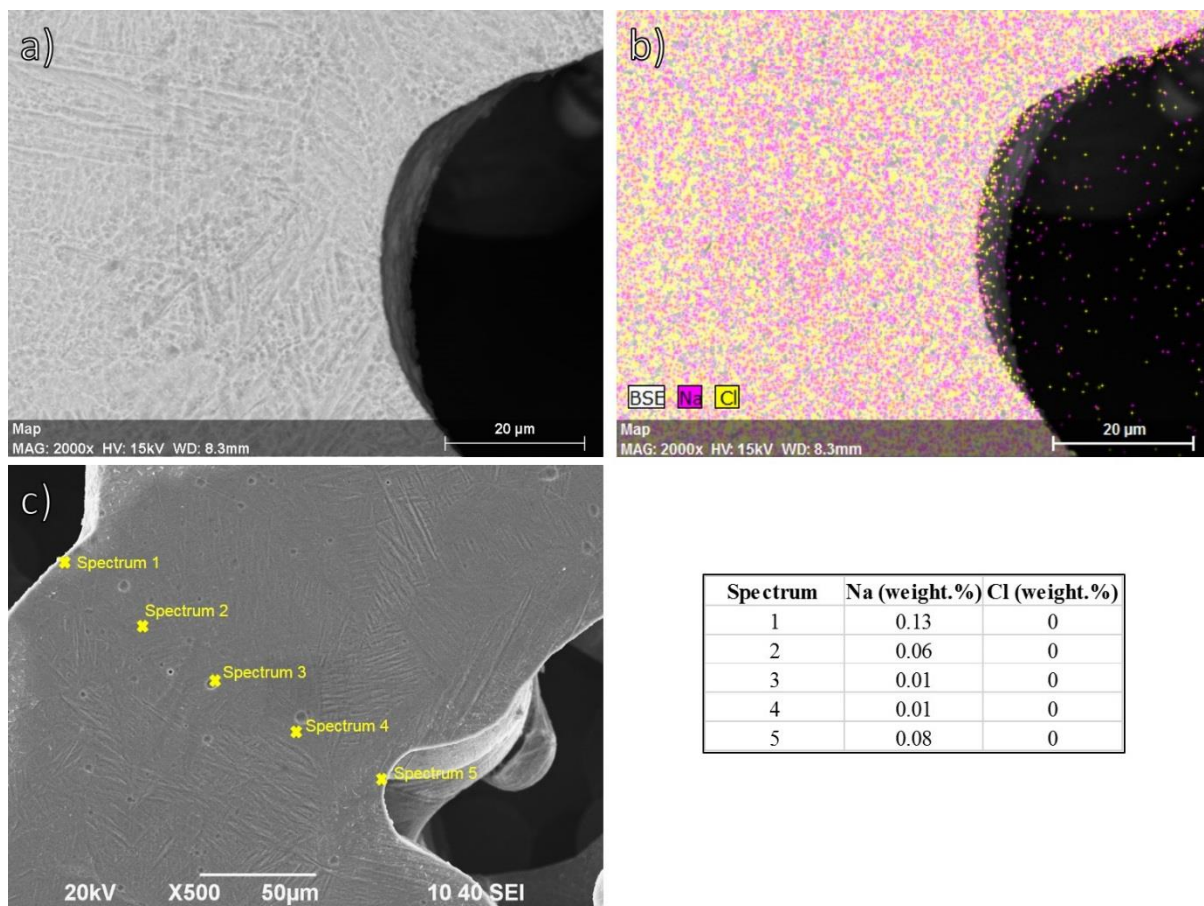 a)
Map
MAG: 2000x HV: 15kV WD: 8.3mm
20 µm
b)
BSE Na Cl
Map
MAG: 2000x HV: 15kV WD: 8.3mm
20 µm
c)
Spectrum 1
Spectrum 2
Spectrum 3
Spectrum 4
Spectrum 5
20kV X500 50µm 10 40 SEI
Spectrum Na (weight.%) Cl (weight.%)
1 0.13 0
2 0.06 0
3 0.01 0
4 0.01 0
5 0.08 0